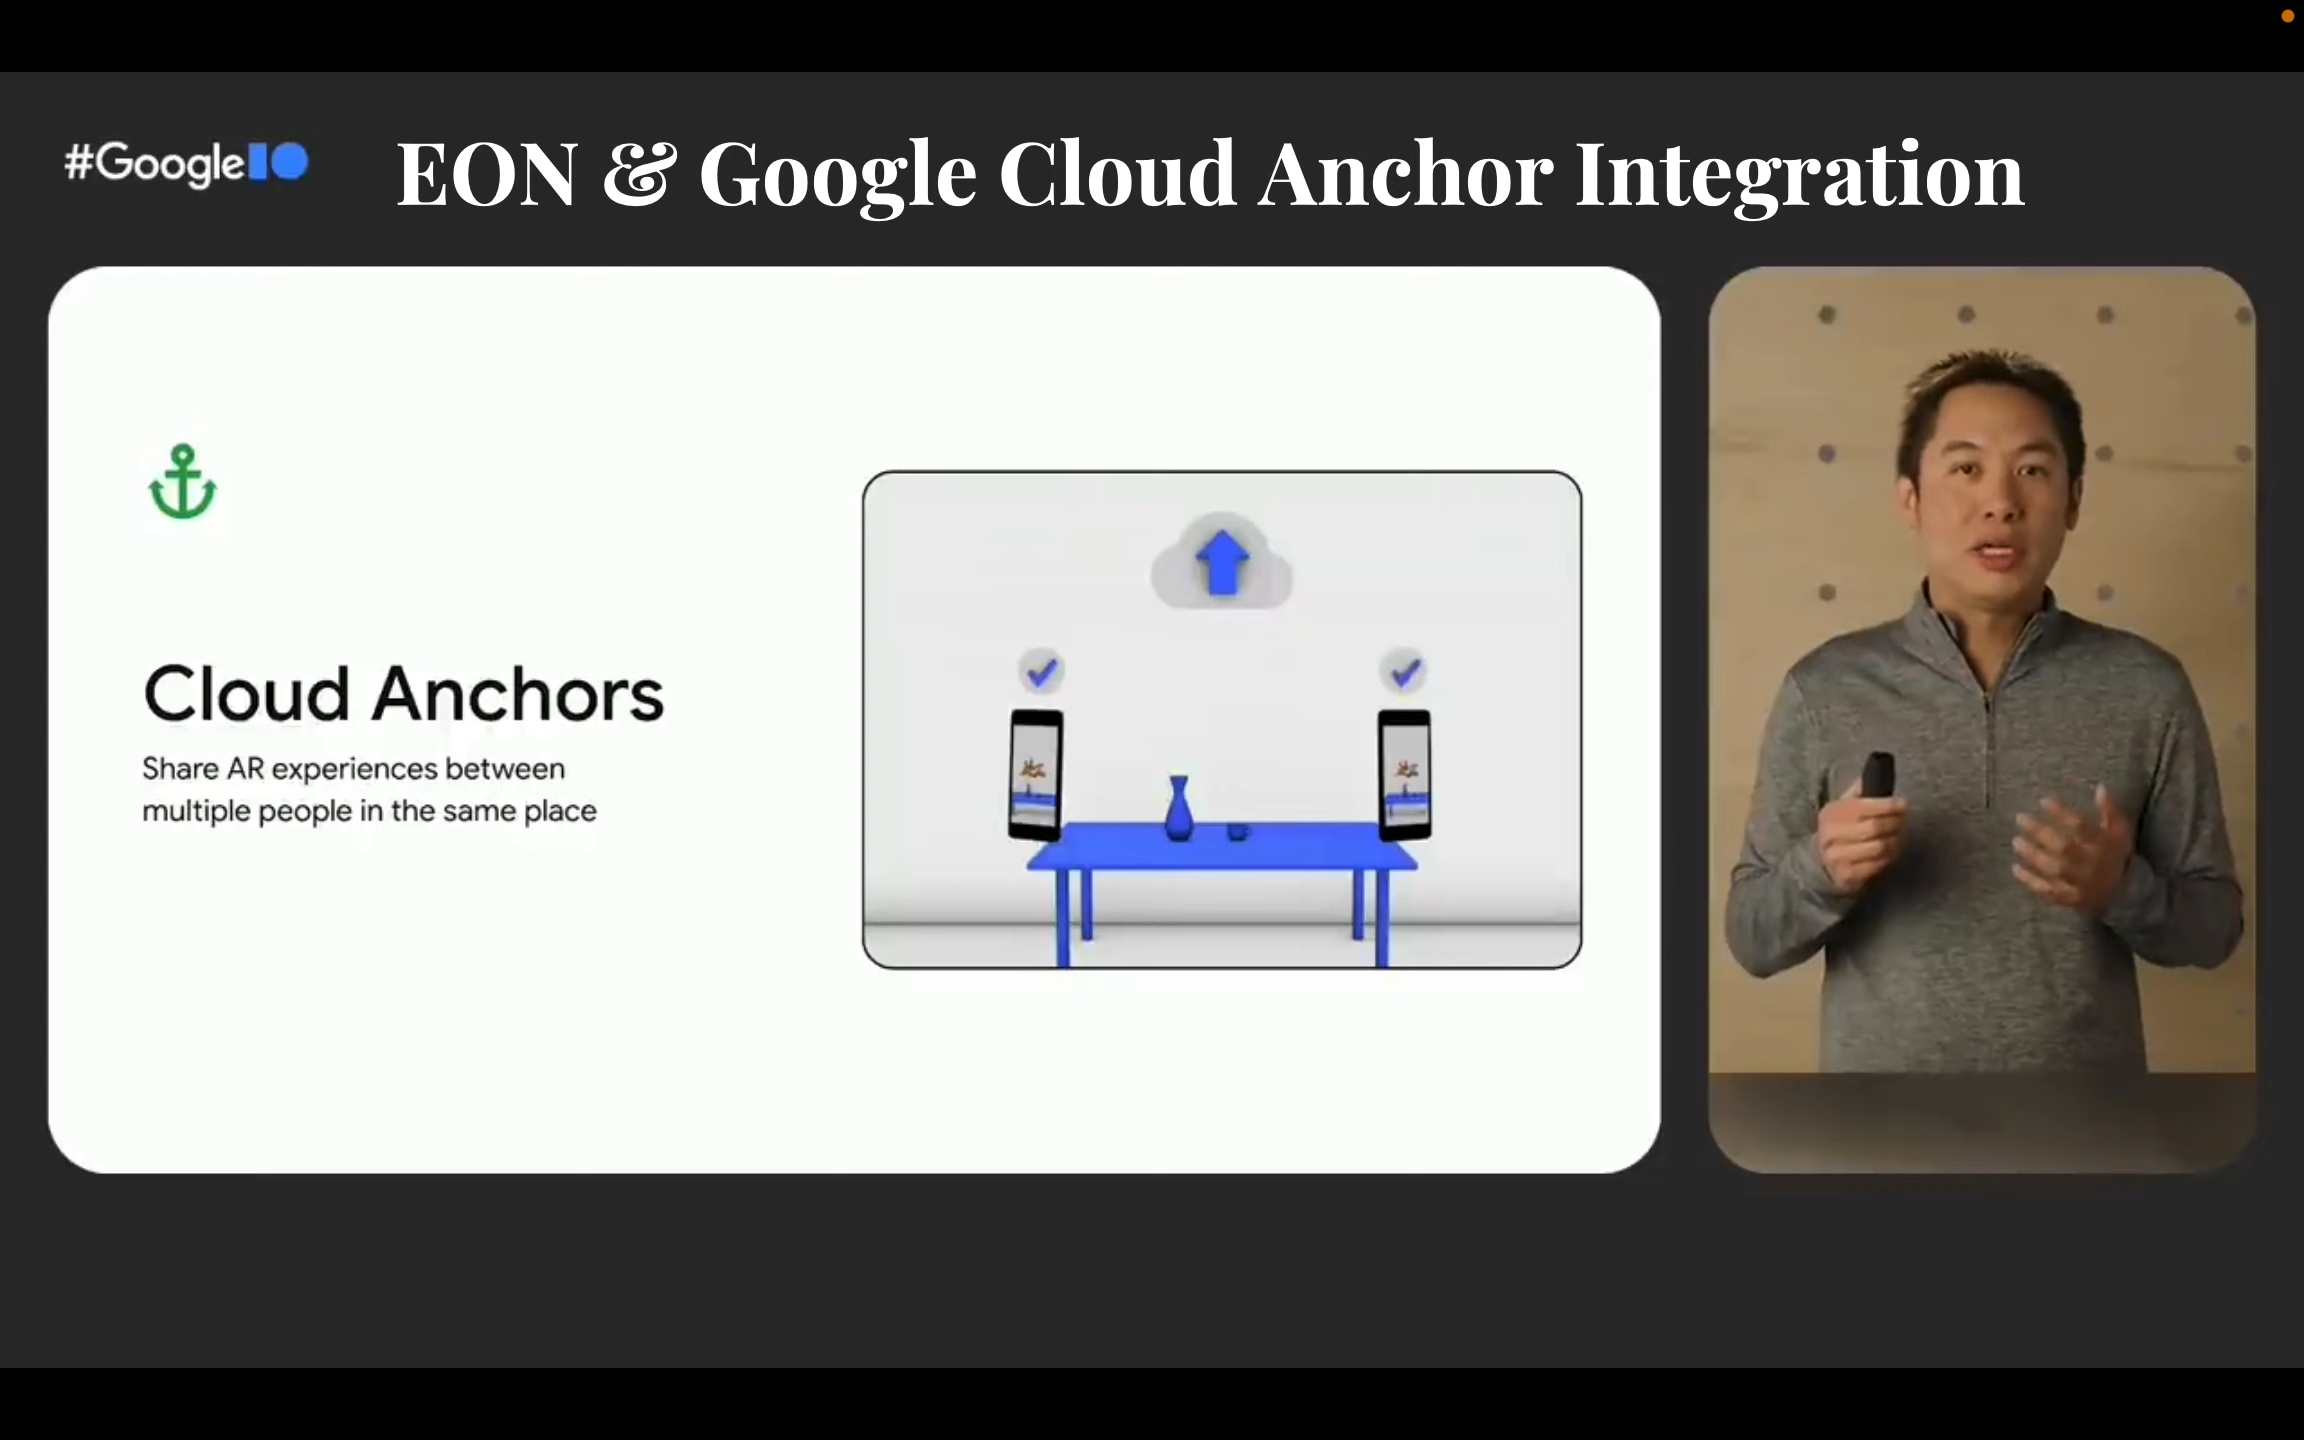 #GoogleIO
EON & Google Cloud Anchor Integration
Cloud Anchors
Share AR experiences between
multiple people in the same place